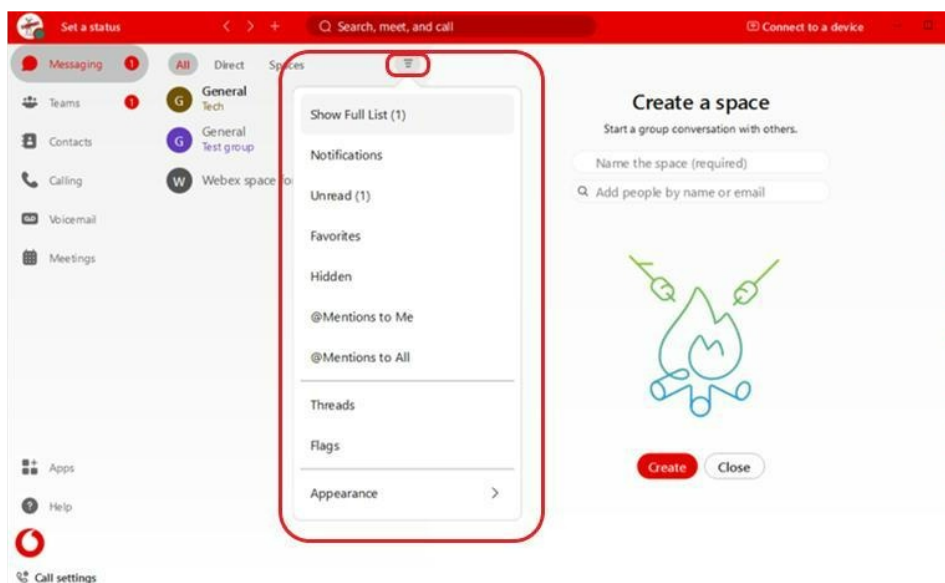 Set a status
Search, meet, and call
Connect to a device
Messaging 1
Teams 1
Contacts
Calling
Voicemail
Meetings
Apps
Help
Call settings
All Direct Spaces
G General
Tech
G General
Test group
W Webex space fo
Show Full List (1)
Notifications
Unread (1)
Favorites
Hidden
@Mentions to Me
@Mentions to All
Threads
Flags
Appearance
Create a space
Start a group conversation with others.
Name the space (required)
Add people by name or email
Create Close